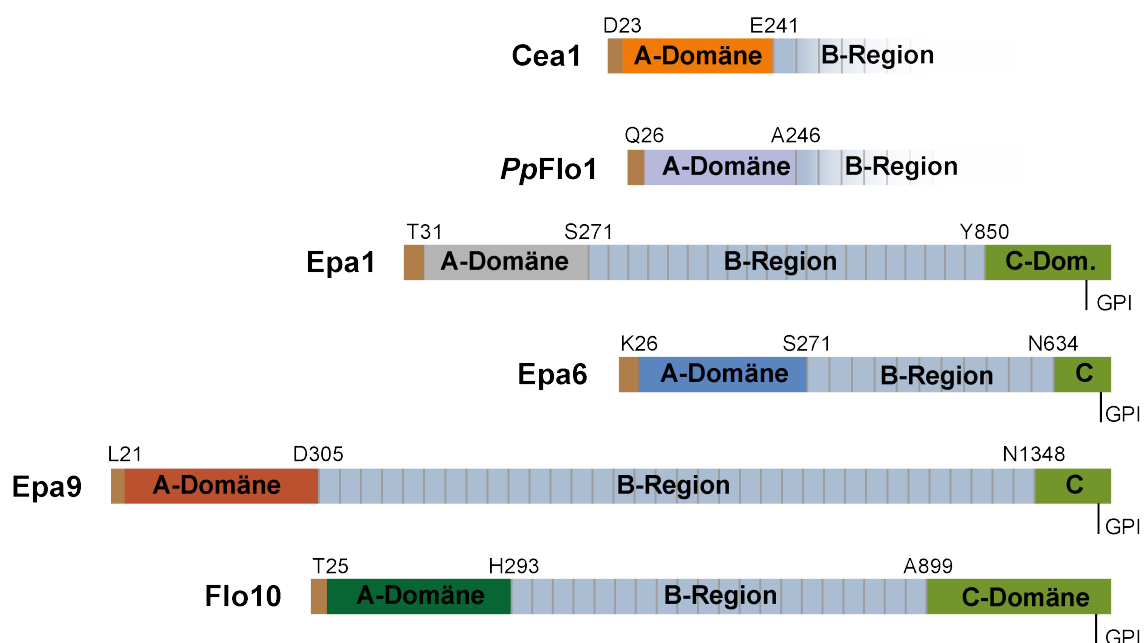 D23 E241
Cea1 A-Domäne B-Region
Q26 A246
PpFlo1 A-Domäne B-Region
T31 S271 Y850
Epa1 A-Domäne B-Region C-Dom.
GPI
K26 S271 N634
Epa6 A-Domäne B-Region C
GPI
L21 D305 N1348
Epa9 A-Domäne B-Region C
GPI
T25 H293 A899
Flo10 A-Domäne B-Region C-Domäne
GPI